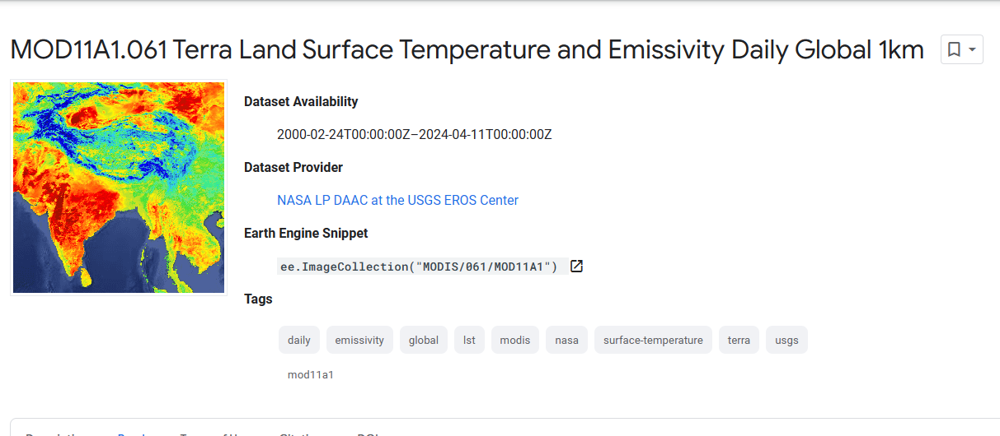 MOD11A1.061 Terra Land Surface Temperature and Emissivity Daily Global 1km
Dataset Availability
2000-02-24T00:00:00Z–2024-04-11T00:00:00Z
Dataset Provider
NASA LP DAAC at the USGS EROS Center
Earth Engine Snippet
ee.ImageCollection("MODIS/061/MOD11A1")
Tags
daily emissivity global lst modis nasa surface-temperature terra usgs
mod11a1